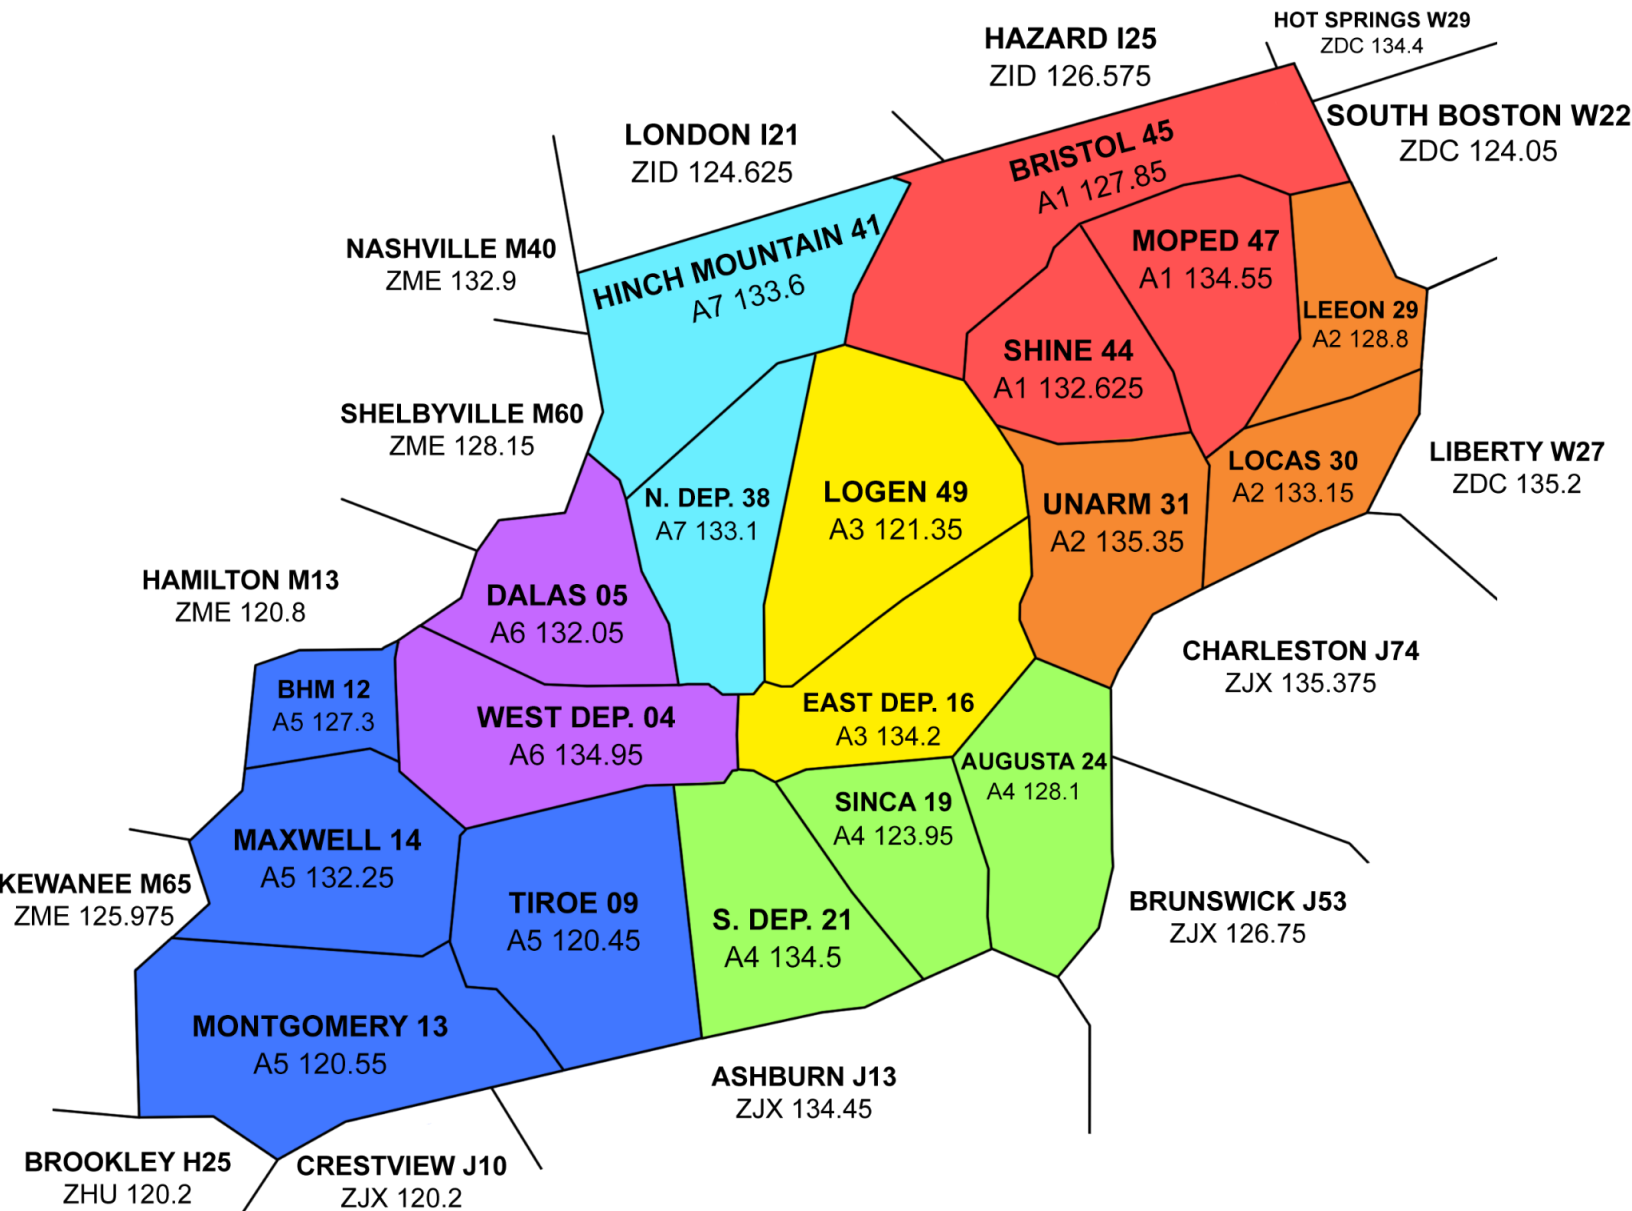 HOT SPRINGS W29
ZDC 134.4
HAZARD I25
ZID 126.575
SOUTH BOSTON W22
ZDC 124.05
LONDON I21
ZID 124.625
BRISTOL 45
A1 127.85
NASHVILLE M40
ZME 132.9
HINCH MOUNTAIN 41
A7 133.6
MOPED 47
A1 134.55
LEEON 29
A2 128.8
SHINE 44
A1 132.625
SHELBYVILLE M60
ZME 128.15
LIBERTY W27
ZDC 135.2
LOCAS 30
A2 133.15
N. DEP. 38
A7 133.1
LOGEN 49
A3 121.35
UNARM 31
A2 135.35
HAMILTON M13
ZME 120.8
DALAS 05
A6 132.05
CHARLESTON J74
ZJX 135.375
BHM 12
A5 127.3
WEST DEP. 04
A6 134.95
EAST DEP. 16
A3 134.2
AUGUSTA 24
A4 128.1
SINCA 19
A4 123.95
MAXWELL 14
A5 132.25
KEWANEE M65
ZME 125.975
TIROE 09
A5 120.45
S. DEP. 21
A4 134.5
BRUNSWICK J53
ZJX 126.75
MONTGOMERY 13
A5 120.55
ASHBURN J13
ZJX 134.45
BROOKLEY H25
ZHU 120.2
CRESTVIEW J10
ZJX 120.2